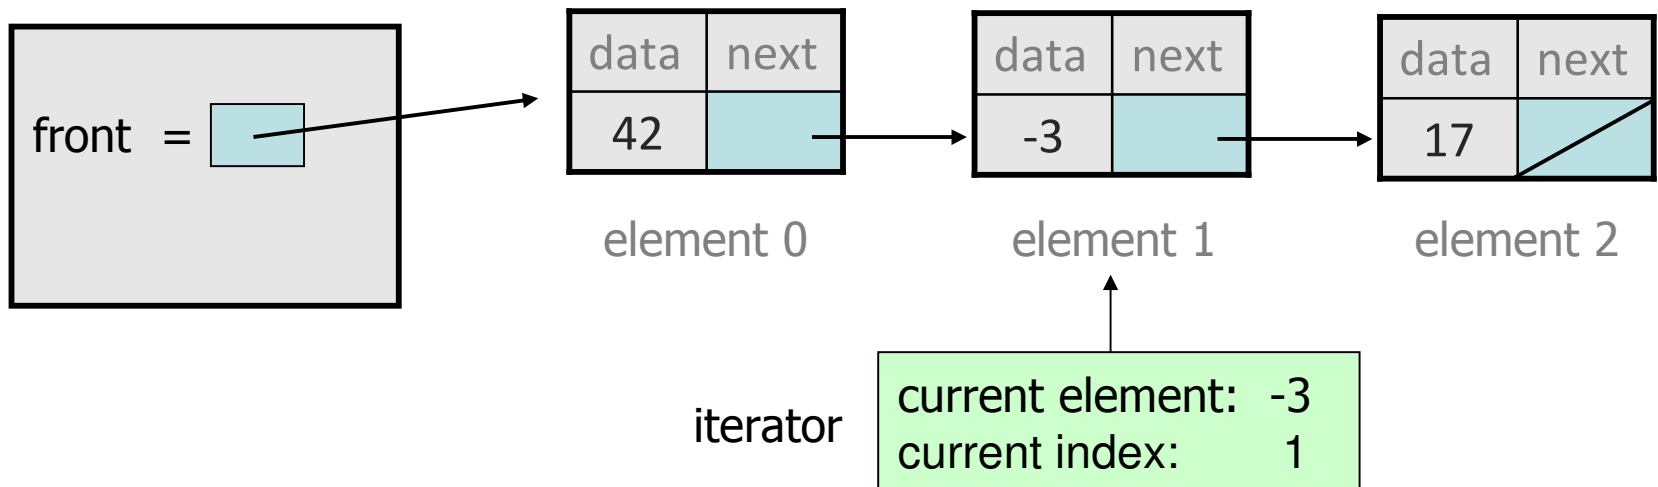 front =
data next
42
element 0
data next
-3
element 1
data next
17
element 2
iterator
current element: -3
current index: 1